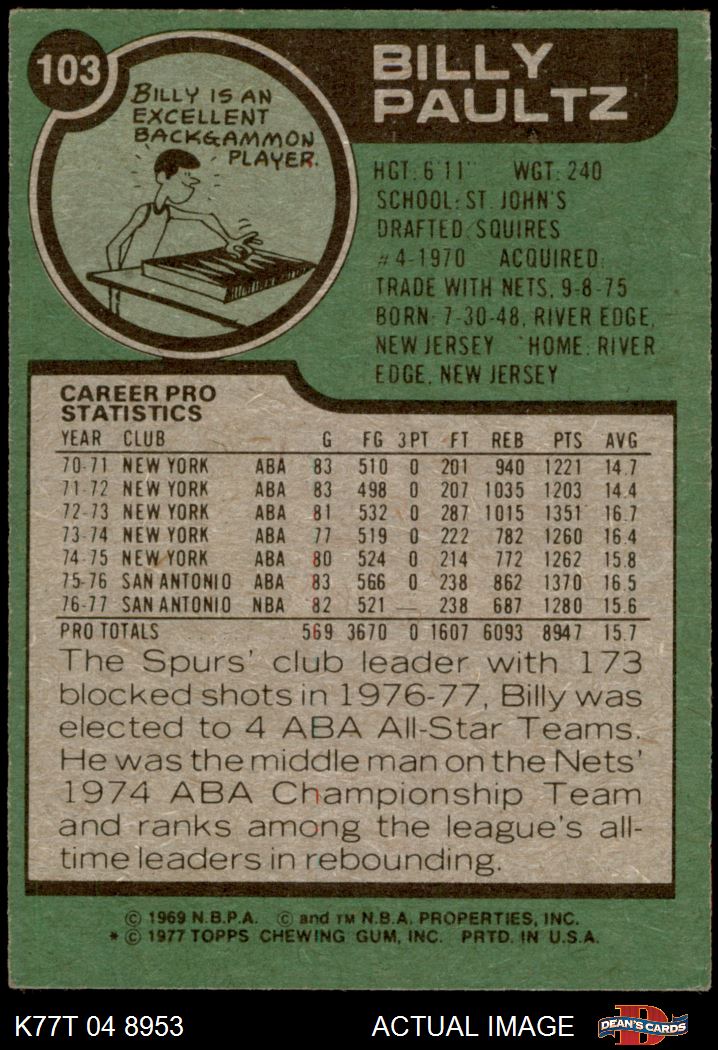 103
BILLY IS AN
EXCELLENT
BACKGAMMON
PLAYER.
BILLY
PAULTZ
HGT: 6'11" WGT: 240
SCHOOL: ST. JOHN'S
DRAFTED: SQUIRES
#4-1970 ACQUIRED:
TRADE WITH NETS, 9-8-75
BORN: 7-30-48, RIVER EDGE,
NEW JERSEY HOME: RIVER
EDGE, NEW JERSEY
CAREER PRO
STATISTICS
YEAR CLUB G FG 3PT FT REB PTS AVG
70-71 NEW YORK ABA 83 510 0 201 940 1221 14.7
71-72 NEW YORK ABA 83 498 0 207 1035 1203 14.4
72-73 NEW YORK ABA 81 532 0 287 1015 1351 16.7
73-74 NEW YORK ABA 77 519 0 222 782 1260 16.4
74-75 NEW YORK ABA 80 524 0 214 772 1262 15.8
75-76 SAN ANTONIO ABA 83 566 0 238 862 1370 16.5
76-77 SAN ANTONIO NBA 82 521 — 238 687 1280 15.6
PRO TOTALS 569 3670 0 1607 6093 8947 15.7
The Spurs' club leader with 173
blocked shots in 1976-77, Billy was
elected to 4 ABA All-Star Teams.
He was the middle man on the Nets'
1974 ABA Championship Team
and ranks among the league's all-
time leaders in rebounding.
© 1969 N.B.P.A. © and TM N.B.A. PROPERTIES, INC.
* © 1977 TOPPS CHEWING GUM, INC. PRTD. IN U.S.A.
K77T 04 8953
ACTUAL IMAGE
D
DEAN'S CARDS